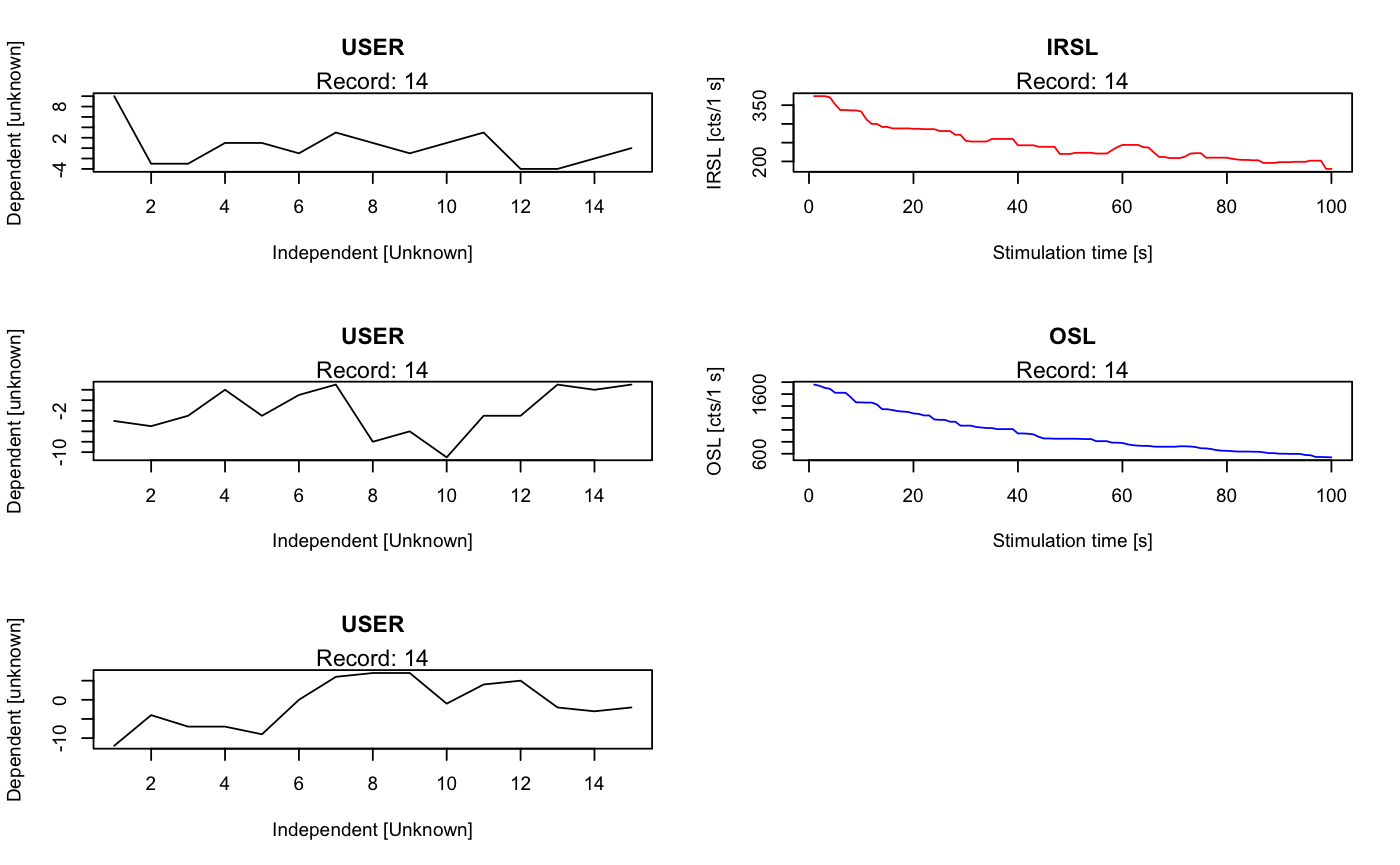 USER
Record: 14
Dependent [unknown]
8
2
-4
2 4 6 8 10 12 14
Independent [Unknown]
IRSL
Record: 14
IRSL [cts/1 s]
350
200
0 20 40 60 80 100
Stimulation time [s]
USER
Record: 14
Dependent [unknown]
-2
-10
2 4 6 8 10 12 14
Independent [Unknown]
OSL
Record: 14
OSL [cts/1 s]
1600
600
0 20 40 60 80 100
Stimulation time [s]
USER
Record: 14
Dependent [unknown]
0
-10
2 4 6 8 10 12 14
Independent [Unknown]